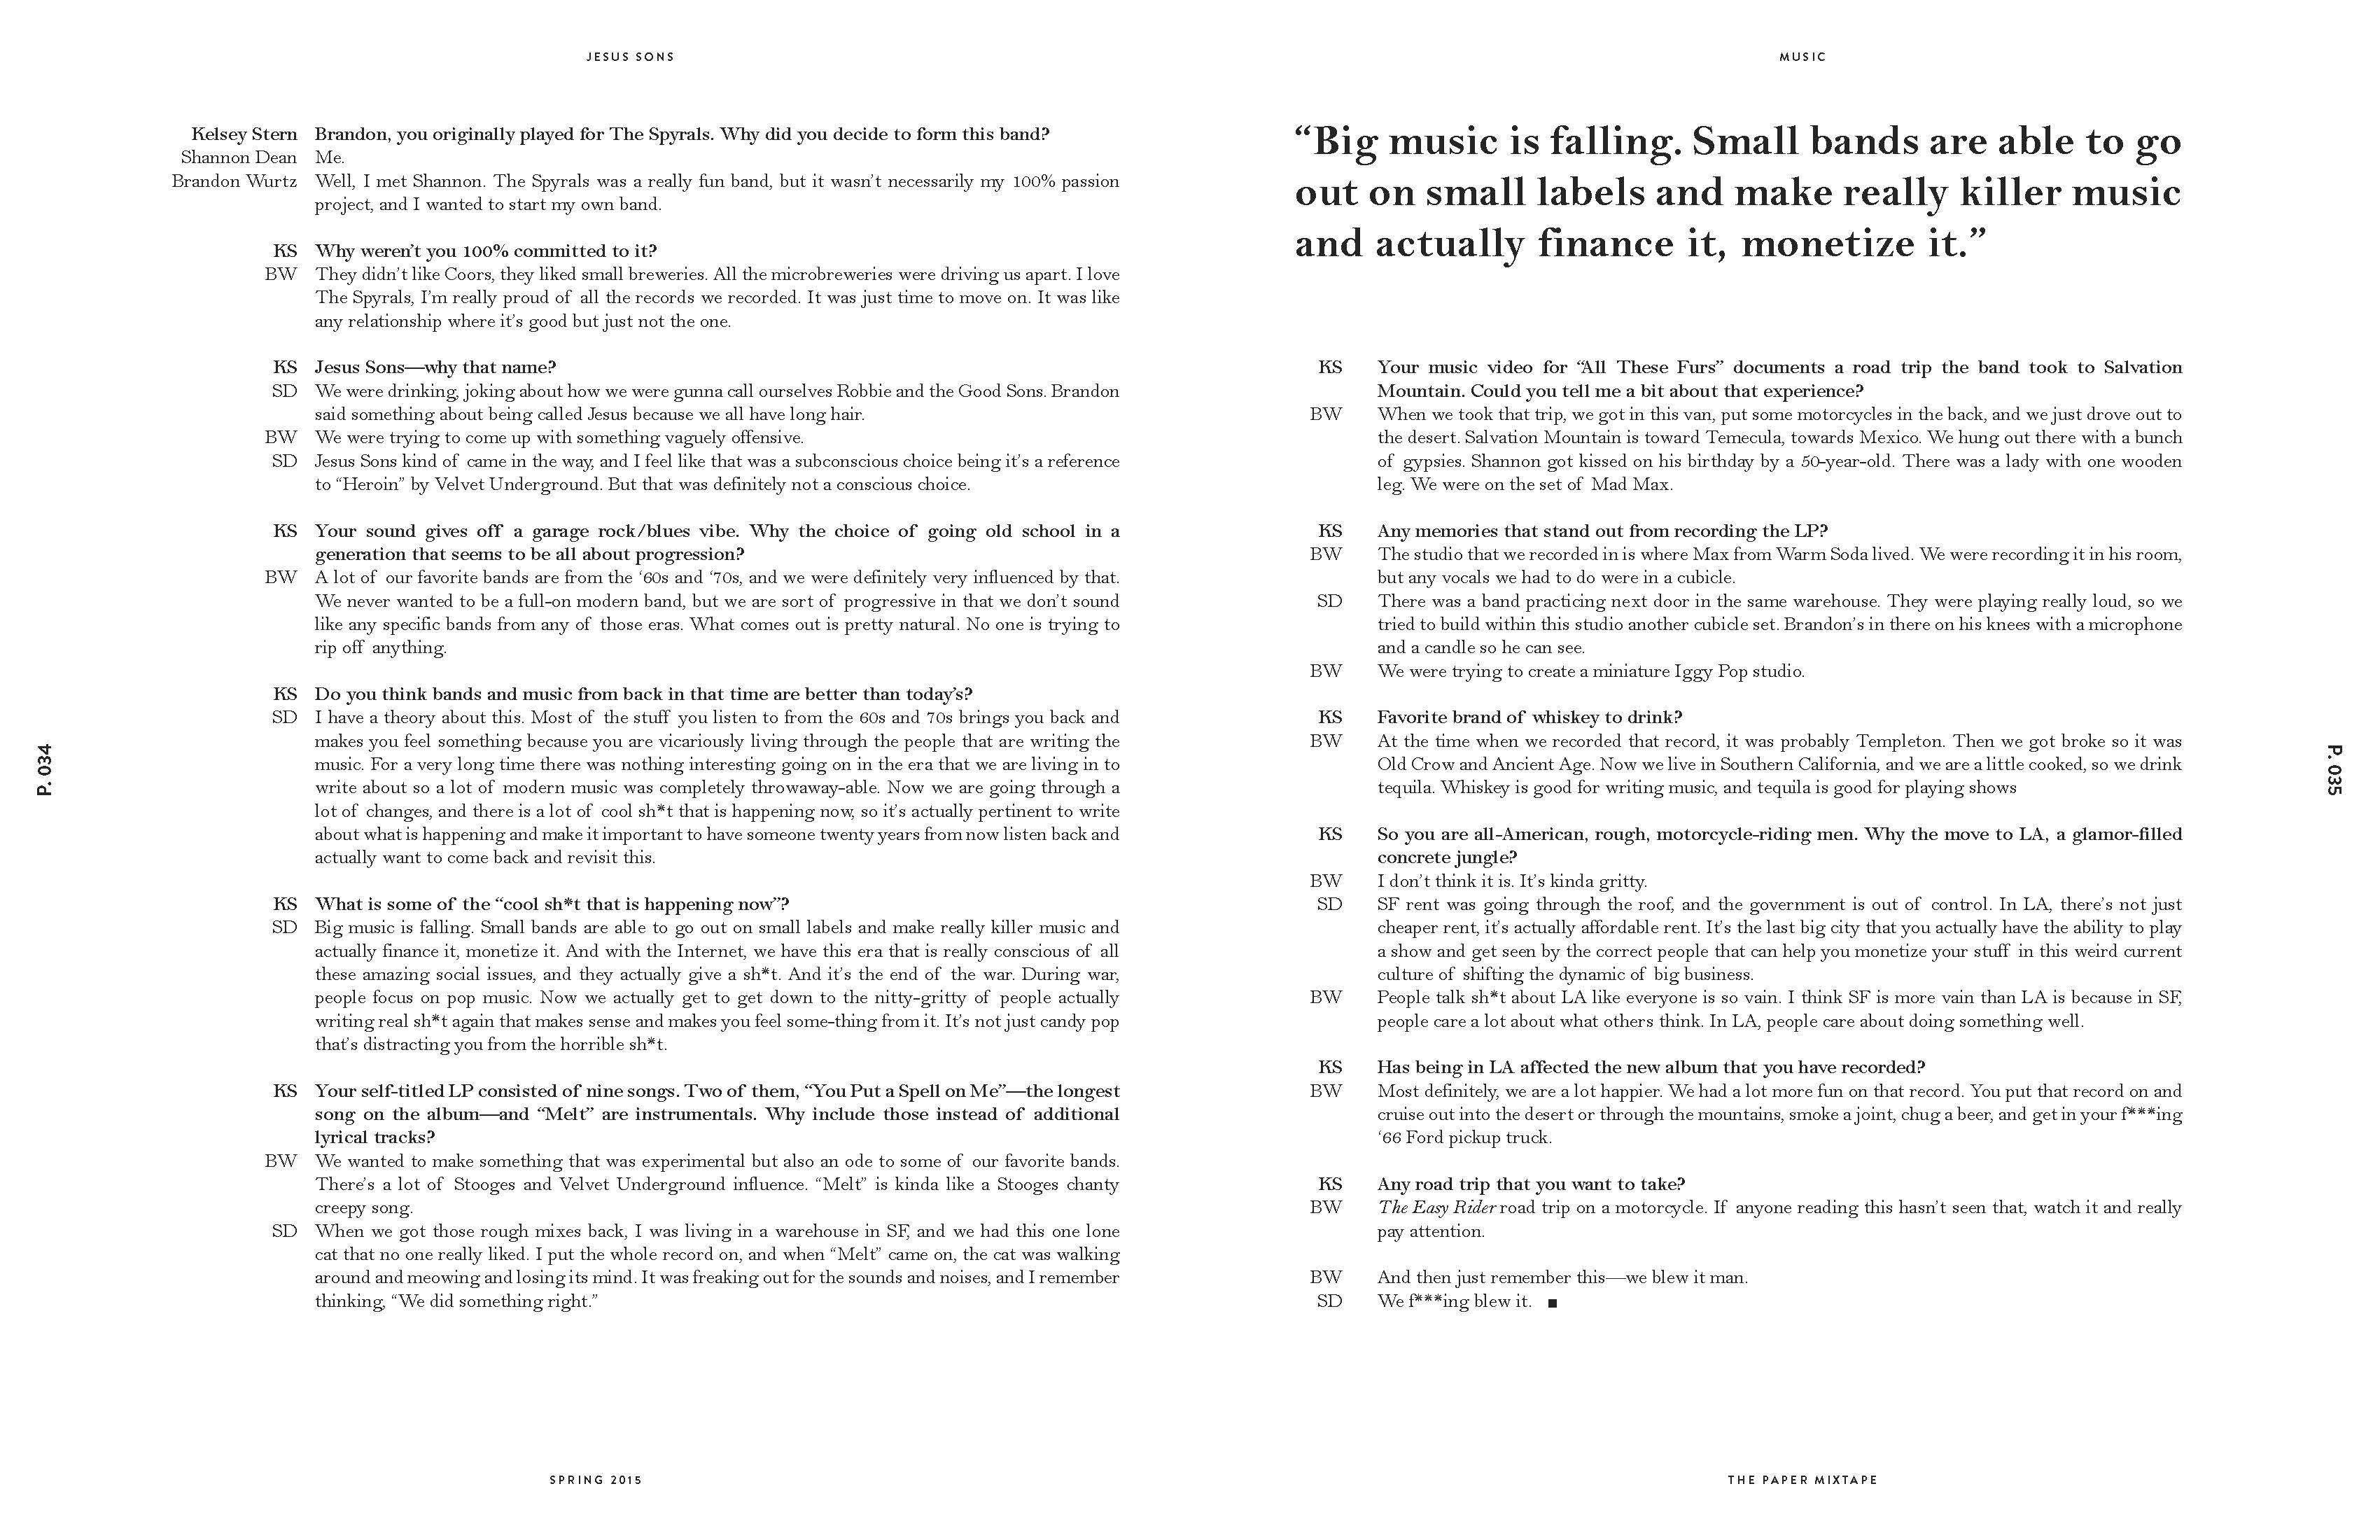 JESUS SONS
Kelsey Stern Brandon, you originally played for The Spyrals. Why did you decide to form this band?
Shannon Dean Me.
Brandon Wurtz Well, I met Shannon. The Spyrals was a really fun band, but it wasn't necessarily my 100% passion
project, and I wanted to start my own band.
KS Why weren't you 100% committed to it?
BW They didn't like Coors, they liked small breweries. All the microbreweries were driving us apart. I love
The Spyrals, I'm really proud of all the records we recorded. It was just time to move on. It was like
any relationship where it's good but just not the one.
KS Jesus Sons—why that name?
SD We were drinking, joking about how we were gunna call ourselves Robbie and the Good Sons. Brandon
said something about being called Jesus because we all have long hair.
BW We were trying to come up with something vaguely offensive.
SD Jesus Sons kind of came in the way, and I feel like that was a subconscious choice being it's a reference
to “Heroin” by Velvet Underground. But that was definitely not a conscious choice.
KS Your sound gives off a garage rock/blues vibe. Why the choice of going old school in a
generation that seems to be all about progression?
BW A lot of our favorite bands are from the ‘60s and ‘70s, and we were definitely very influenced by that.
We never wanted to be a full-on modern band, but we are sort of progressive in that we don't sound
like any specific bands from any of those eras. What comes out is pretty natural. No one is trying to
rip off anything.
KS Do you think bands and music from back in that time are better than today's?
SD I have a theory about this. Most of the stuff you listen to from the 60s and 70s brings you back and
makes you feel something because you are vicariously living through the people that are writing the
music. For a very long time there was nothing interesting going on in the era that we are living in to
write about so a lot of modern music was completely throwaway-able. Now we are going through a
lot of changes, and there is a lot of cool sh*t that is happening now, so it's actually pertinent to write
about what is happening and make it important to have someone twenty years from now listen back and
actually want to come back and revisit this.
KS What is some of the “cool sh*t that is happening now”?
SD Big music is falling. Small bands are able to go out on small labels and make really killer music and
actually finance it, monetize it. And with the Internet, we have this era that is really conscious of all
these amazing social issues, and they actually give a sh*t. And it's the end of the war. During war,
people focus on pop music. Now we actually get to get down to the nitty-gritty of people actually
writing real sh*t again that makes sense and makes you feel some-thing from it. It's not just candy pop
that's distracting you from the horrible sh*t.
KS Your self-titled LP consisted of nine songs. Two of them, “You Put a Spell on Me”—the longest
song on the album—and “Melt” are instrumentals. Why include those instead of additional
lyrical tracks?
BW We wanted to make something that was experimental but also an ode to some of our favorite bands.
There's a lot of Stooges and Velvet Underground influence. “Melt” is kinda like a Stooges chanty
creepy song.
SD When we got those rough mixes back, I was living in a warehouse in SF, and we had this one lone
cat that no one really liked. I put the whole record on, and when “Melt” came on, the cat was walking
around and meowing and losing its mind. It was freaking out for the sounds and noises, and I remember
thinking, “We did something right.”
P. 034
SPRING 2015
MUSIC
“Big music is falling. Small bands are able to go
out on small labels and make really killer music
and actually finance it, monetize it.”
KS Your music video for “All These Furs” documents a road trip the band took to Salvation
Mountain. Could you tell me a bit about that experience?
BW When we took that trip, we got in this van, put some motorcycles in the back, and we just drove out to
the desert. Salvation Mountain is toward Temecula, towards Mexico. We hung out there with a bunch
of gypsies. Shannon got kissed on his birthday by a 50-year-old. There was a lady with one wooden
leg. We were on the set of Mad Max.
KS Any memories that stand out from recording the LP?
BW The studio that we recorded in is where Max from Warm Soda lived. We were recording it in his room,
but any vocals we had to do were in a cubicle.
SD There was a band practicing next door in the same warehouse. They were playing really loud, so we
tried to build within this studio another cubicle set. Brandon's in there on his knees with a microphone
and a candle so he can see.
BW We were trying to create a miniature Iggy Pop studio.
KS Favorite brand of whiskey to drink?
BW At the time when we recorded that record, it was probably Templeton. Then we got broke so it was
Old Crow and Ancient Age. Now we live in Southern California, and we are a little cooked, so we drink
tequila. Whiskey is good for writing music, and tequila is good for playing shows
KS So you are all-American, rough, motorcycle-riding men. Why the move to LA, a glamor-filled
concrete jungle?
BW I don't think it is. It's kinda gritty.
SD SF rent was going through the roof, and the government is out of control. In LA, there's not just
cheaper rent, it's actually affordable rent. It's the last big city that you actually have the ability to play
a show and get seen by the correct people that can help you monetize your stuff in this weird current
culture of shifting the dynamic of big business.
BW People talk sh*t about LA like everyone is so vain. I think SF is more vain than LA is because in SF,
people care a lot about what others think. In LA, people care about doing something well.
KS Has being in LA affected the new album that you have recorded?
BW Most definitely, we are a lot happier. We had a lot more fun on that record. You put that record on and
cruise out into the desert or through the mountains, smoke a joint, chug a beer, and get in your f***ing
‘66 Ford pickup truck.
KS Any road trip that you want to take?
BW The Easy Rider road trip on a motorcycle. If anyone reading this hasn't seen that, watch it and really
pay attention.
BW And then just remember this—we blew it man.
SD We f***ing blew it. ■
P. 035
THE PAPER MIXTAPE